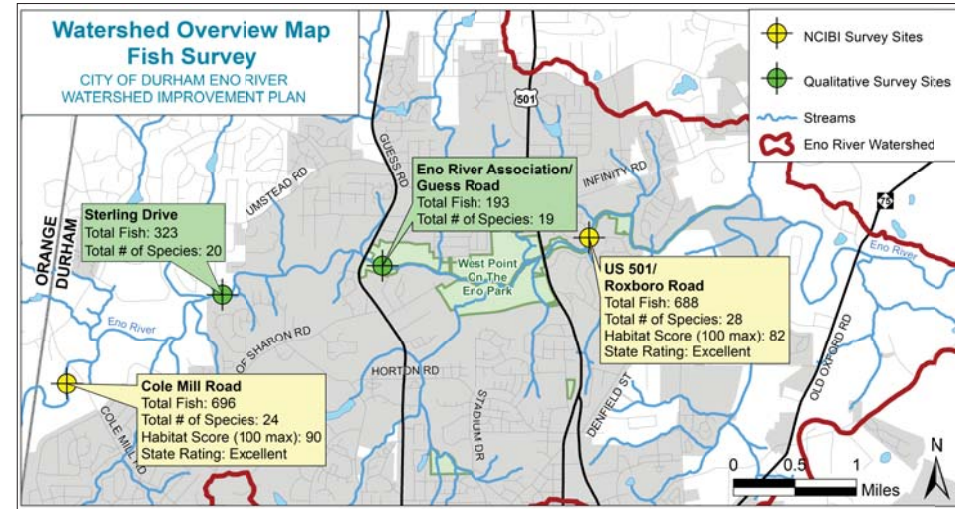 Watershed Overview Map
Fish Survey
CITY OF DURHAM ENO RIVER
WATERSHED IMPROVEMENT PLAN
NCIBI Survey Sites
Qualitative Survey Sites
Streams
Eno River Watershed
501
75
GUESS RD
UMSTEAD RD
INFINITY RD
Eno River Association/
Guess Road
Total Fish: 193
Total # of Species: 19
Sterling Drive
Total Fish: 323
Total # of Species: 20
ORANGE
DURHAM
West Point
On The
Eno Park
Eno River
US 501/
Roxboro Road
Total Fish: 688
Total # of Species: 28
Habitat Score (100 max): 82
State Rating: Excellent
Eno River
OF SHARON RD
HORTON RD
OLD OXFORD RD
Cole Mill Road
Total Fish: 696
Total # of Species: 24
Habitat Score (100 max): 90
State Rating: Excellent
COLE MILL RD
STADIUM DR
DENFIELD ST
N
0 0.5 1
Miles